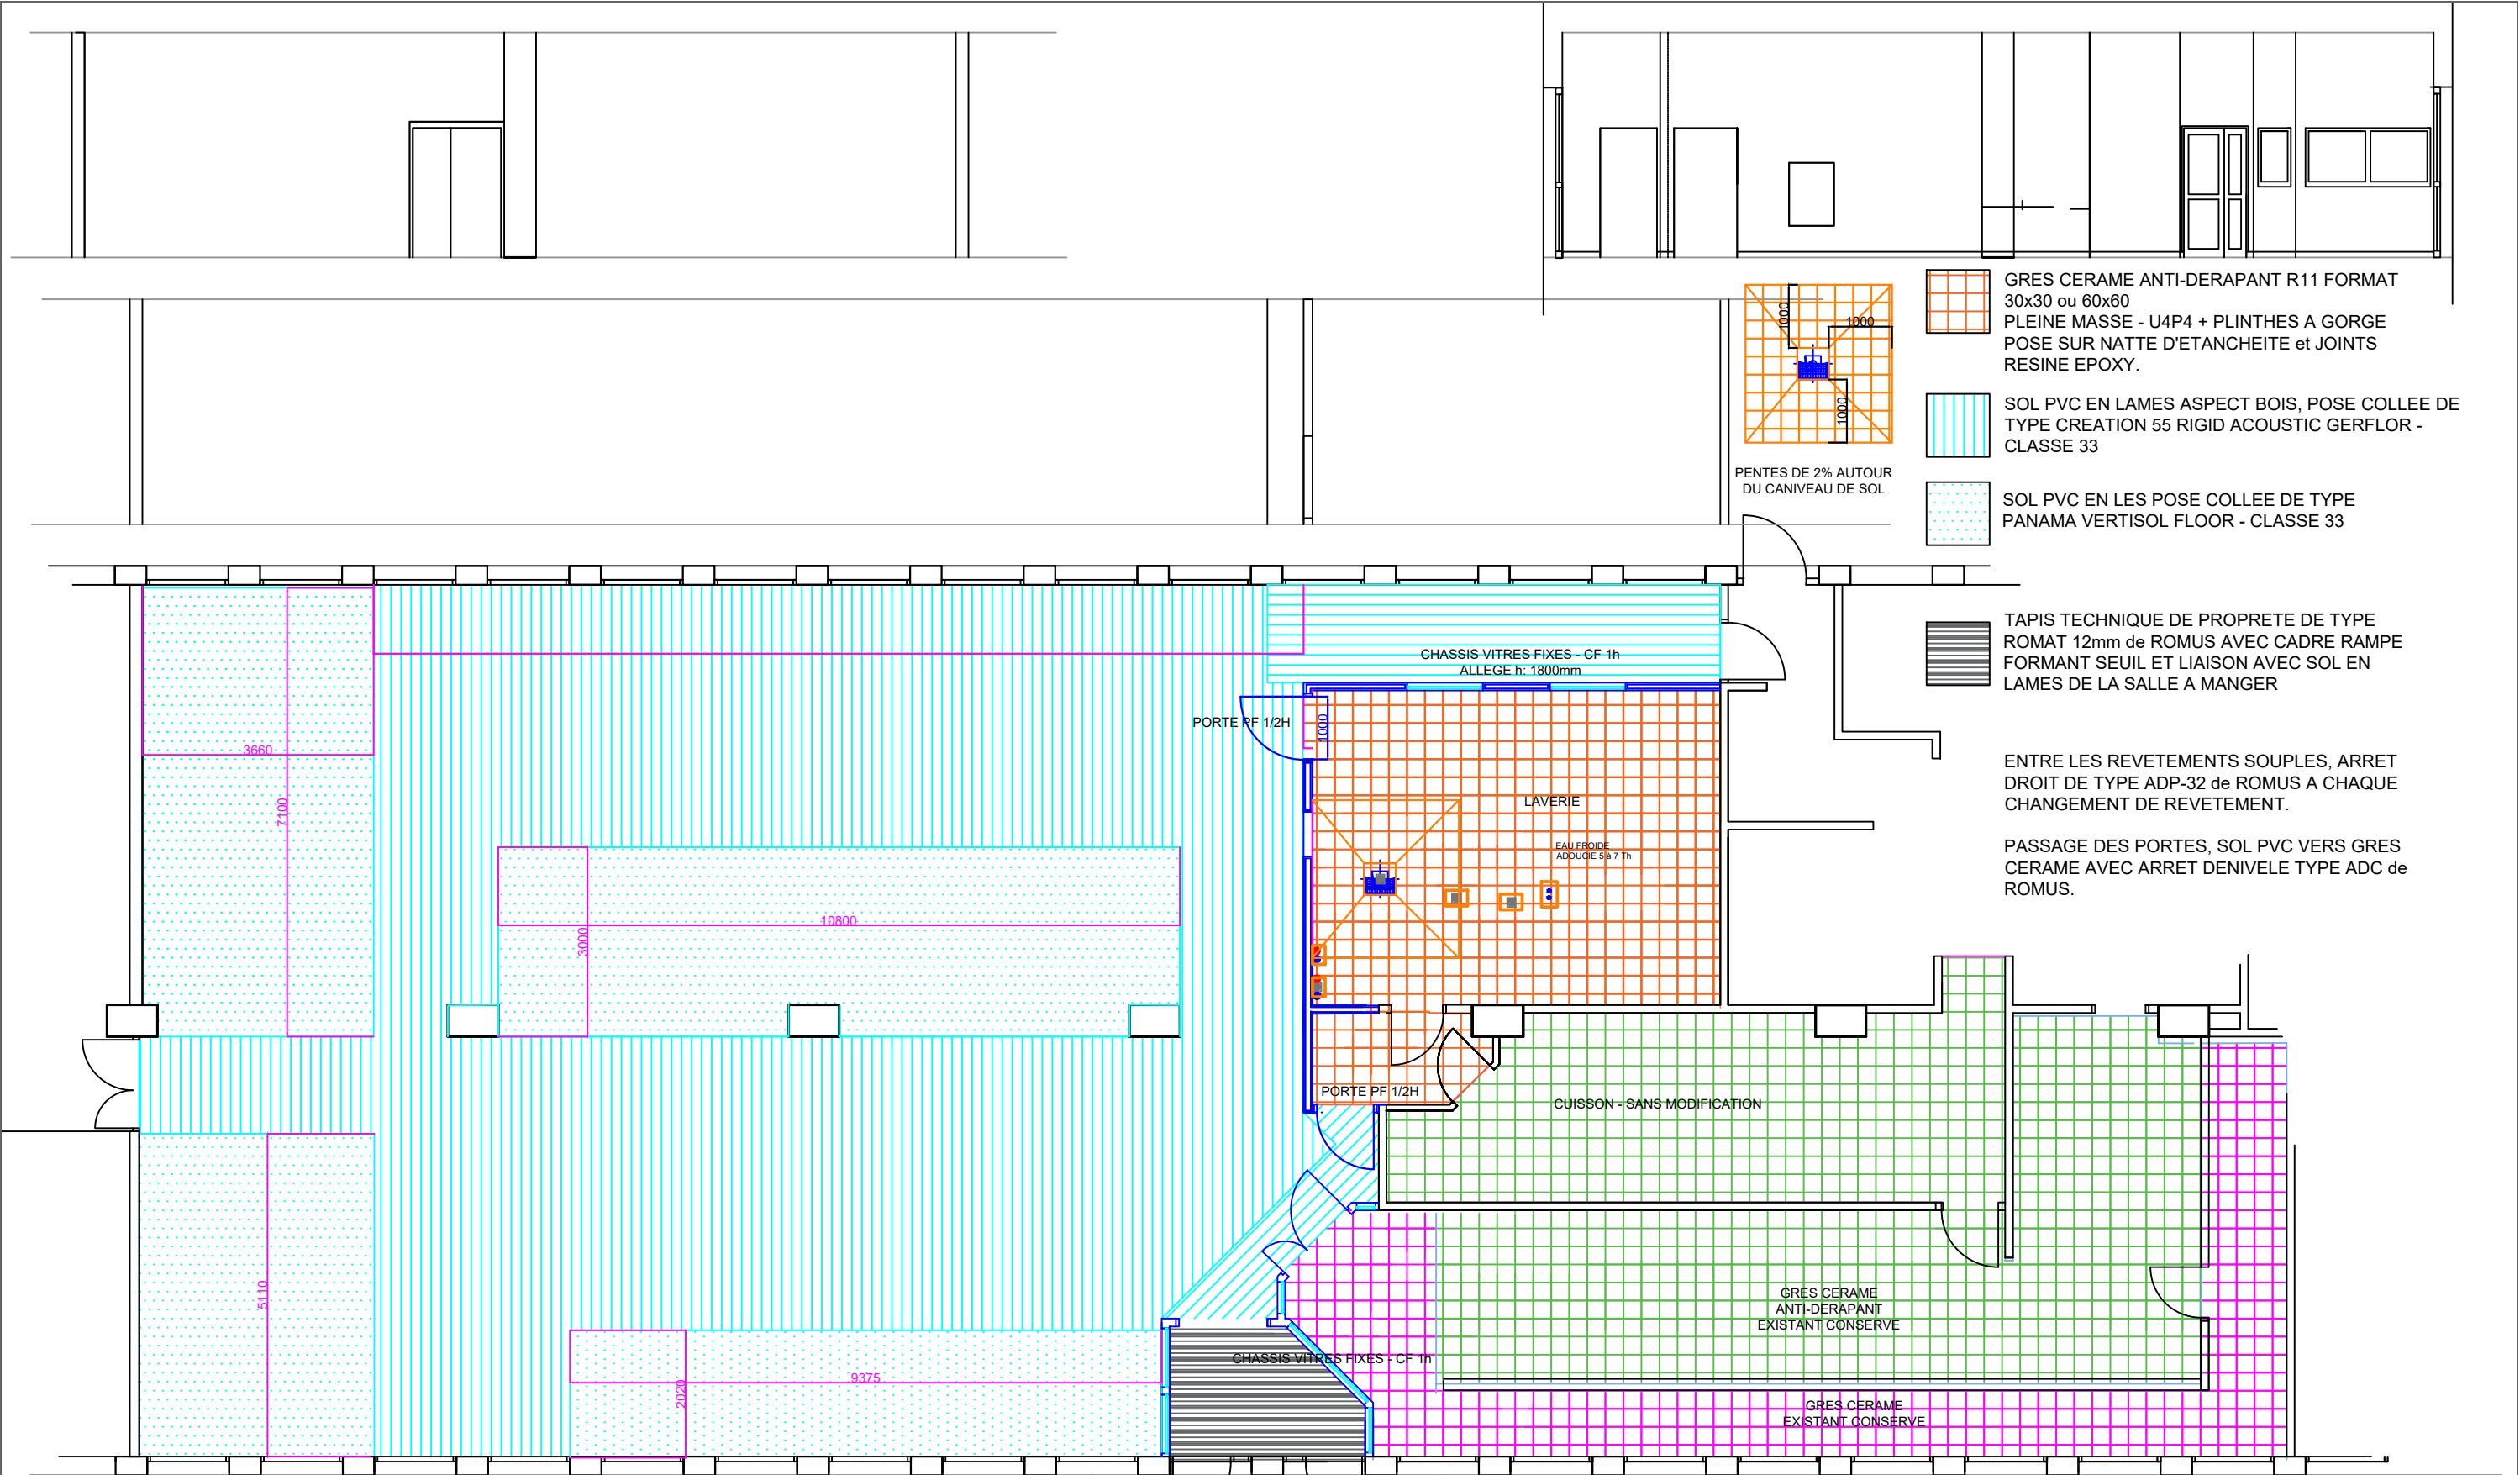 GRES CERAME ANTI-DERAPANT R11 FORMAT
30x30 ou 60x60
PLEINE MASSE - U4P4 + PLINTHES A GORGE
POSE SUR NATTE D'ETANCHEITE et JOINTS
RESINE EPOXY.
1000
1000
1000
PENTES DE 2% AUTOUR
DU CANIVEAU DE SOL
SOL PVC EN LAMES ASPECT BOIS, POSE COLLEE DE
TYPE CREATION 55 RIGID ACOUSTIC GERFLOR -
CLASSE 33
SOL PVC EN LES POSE COLLEE DE TYPE
PANAMA VERTISOL FLOOR - CLASSE 33
TAPIS TECHNIQUE DE PROPRETE DE TYPE
ROMAT 12mm de ROMUS AVEC CADRE RAMPE
FORMANT SEUIL ET LIAISON AVEC SOL EN
LAMES DE LA SALLE A MANGER
ENTRE LES REVETEMENTS SOUPLES, ARRET
DROIT DE TYPE ADP-32 de ROMUS A CHAQUE
CHANGEMENT DE REVETEMENT.
PASSAGE DES PORTES, SOL PVC VERS GRES
CERAME AVEC ARRET DENIVELE TYPE ADC de
ROMUS.
CHASSIS VITRES FIXES - CF 1h
ALLEGE h: 1800mm
PORTE PF 1/2H
1000
3660
7100
LAVERIE
EAU FROIDE
ADOUCIE 5 à 7 Th
10800
3000
PORTE PF 1/2H
CUISSON - SANS MODIFICATION
5110
GRES CERAME
ANTI-DERAPANT
EXISTANT CONSERVE
CHASSIS VITRES FIXES - CF 1h
9375
2020
GRES CERAME
EXISTANT CONSERVE